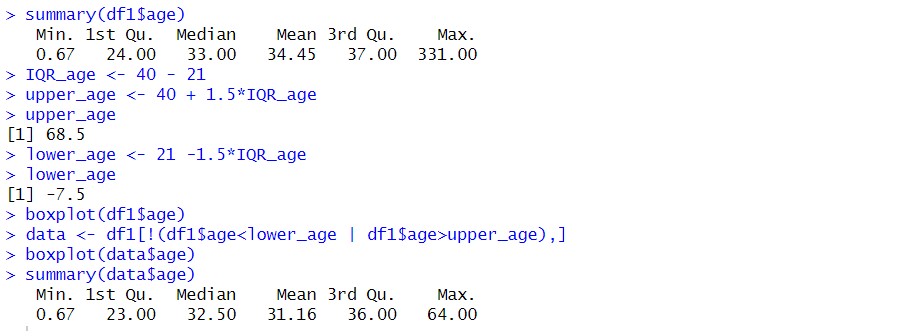 > summary(df1$age)
   Min. 1st Qu.  Median    Mean 3rd Qu.    Max.
   0.67   24.00   33.00   34.45   37.00  331.00
> IQR_age <- 40 - 21
> upper_age <- 40 + 1.5*IQR_age
> upper_age
[1] 68.5
> lower_age <- 21 -1.5*IQR_age
> lower_age
[1] -7.5
> boxplot(df1$age)
> data <- df1[!(df1$age<lower_age | df1$age>upper_age),]
> boxplot(data$age)
> summary(data$age)
   Min. 1st Qu.  Median    Mean 3rd Qu.    Max.
   0.67   23.00   32.50   31.16   36.00   64.00